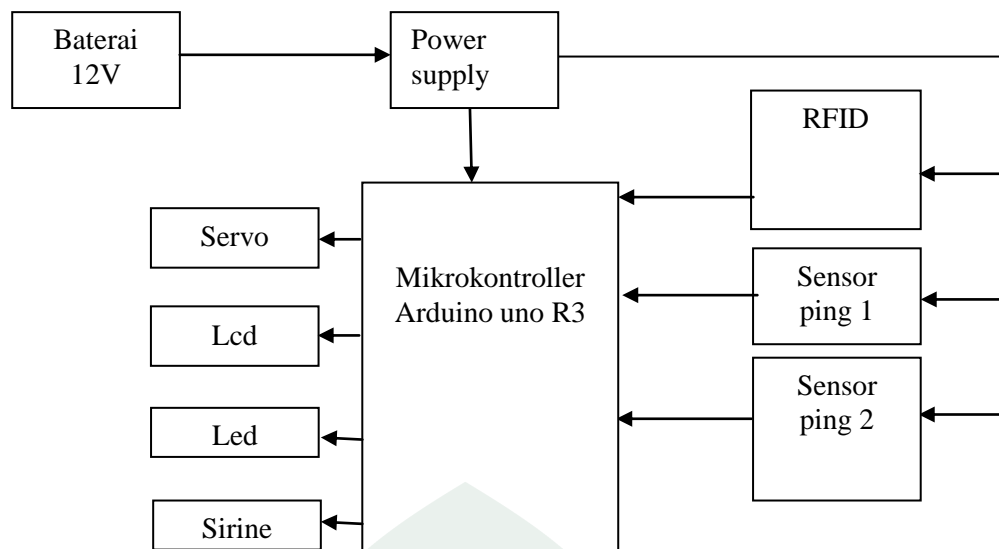 Baterai
12V
Power
supply
RFID
Servo
Mikrokontroller
Arduino uno R3
Sensor
ping 1
Lcd
Sensor
ping 2
Led
Sirine